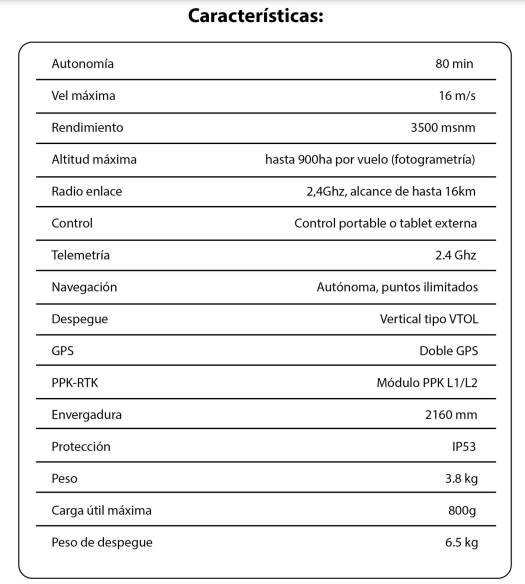 Características:
Autonomía 80 min
Vel máxima 16 m/s
Rendimiento 3500 msnm
Altitud máxima hasta 900ha por vuelo (fotogrametría)
Radio enlace 2,4Ghz, alcance de hasta 16km
Control Control portable o tablet externa
Telemetría 2.4 Ghz
Navegación Autónoma, puntos ilimitados
Despegue Vertical tipo VTOL
GPS Doble GPS
PPK-RTK Módulo PPK L1/L2
Envergadura 2160 mm
Protección IP53
Peso 3.8 kg
Carga útil máxima 800g
Peso de despegue 6.5 kg